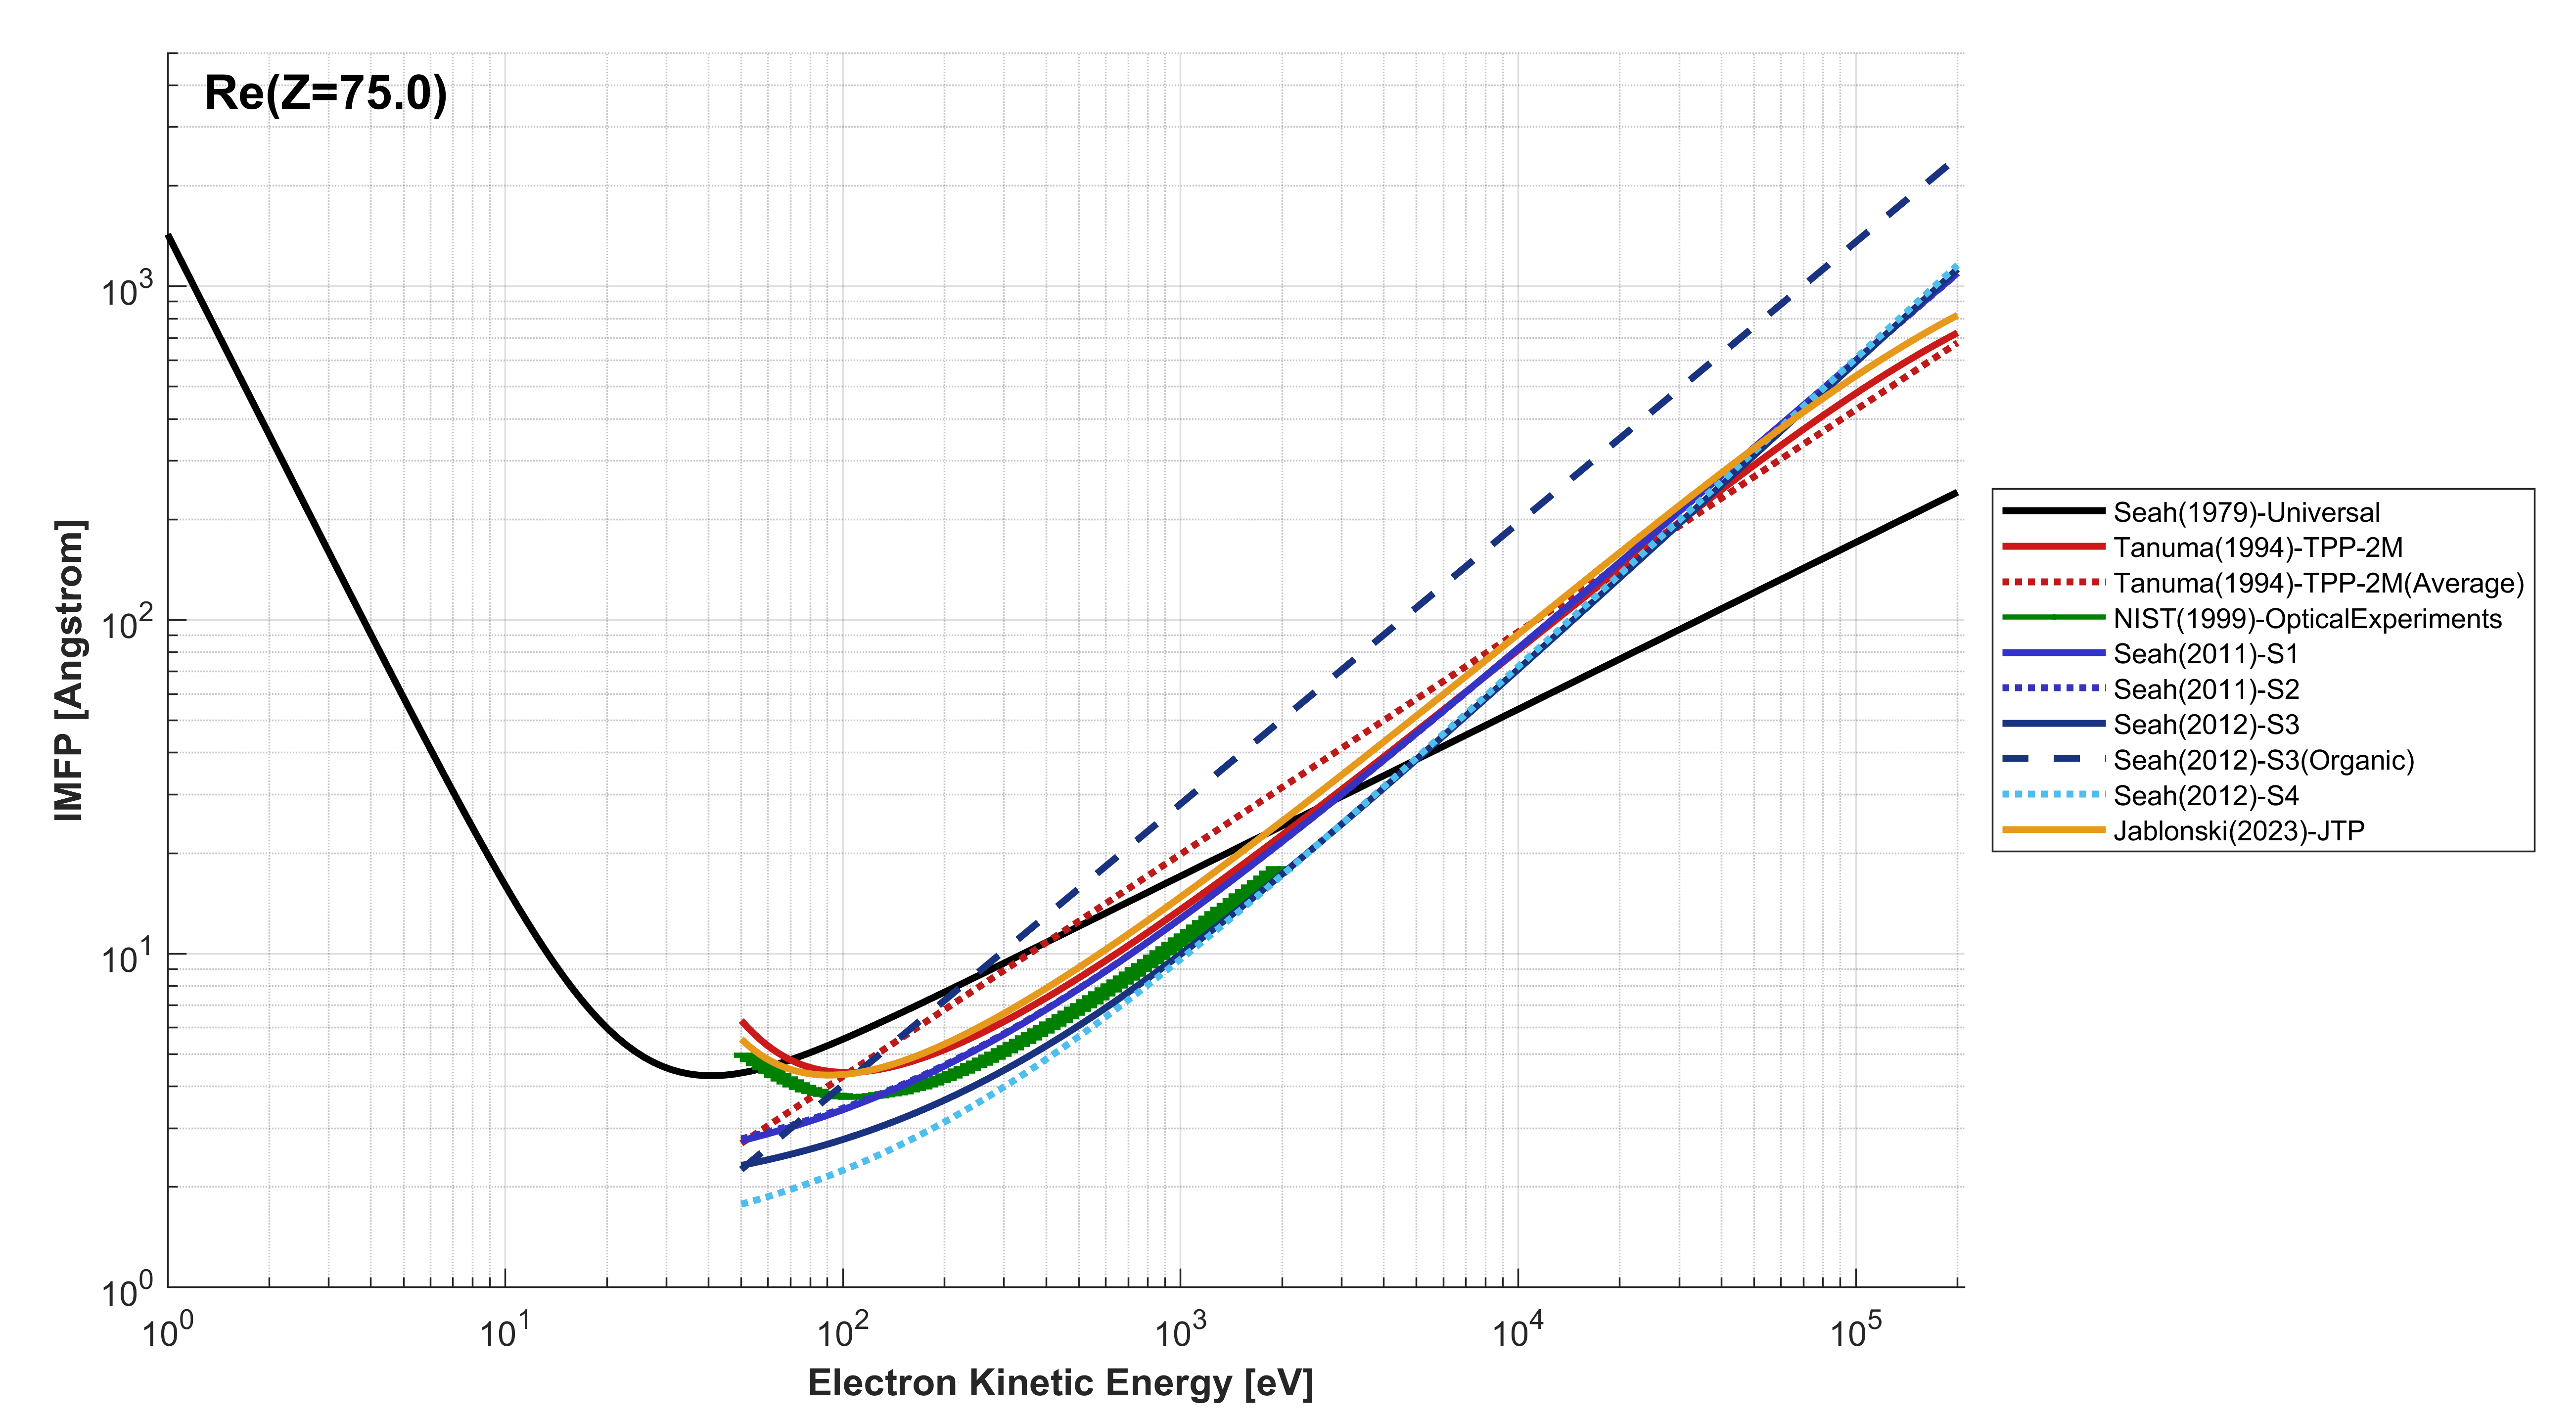 Re(Z=75.0)
IMFP [Angstrom]
10^3
10^2
10^1
10^0
10^0 10^1 10^2 10^3 10^4 10^5
Electron Kinetic Energy [eV]
Seah(1979)-Universal
Tanuma(1994)-TPP-2M
Tanuma(1994)-TPP-2M(Average)
NIST(1999)-OpticalExperiments
Seah(2011)-S1
Seah(2011)-S2
Seah(2012)-S3
Seah(2012)-S3(Organic)
Seah(2012)-S4
Jablonski(2023)-JTP